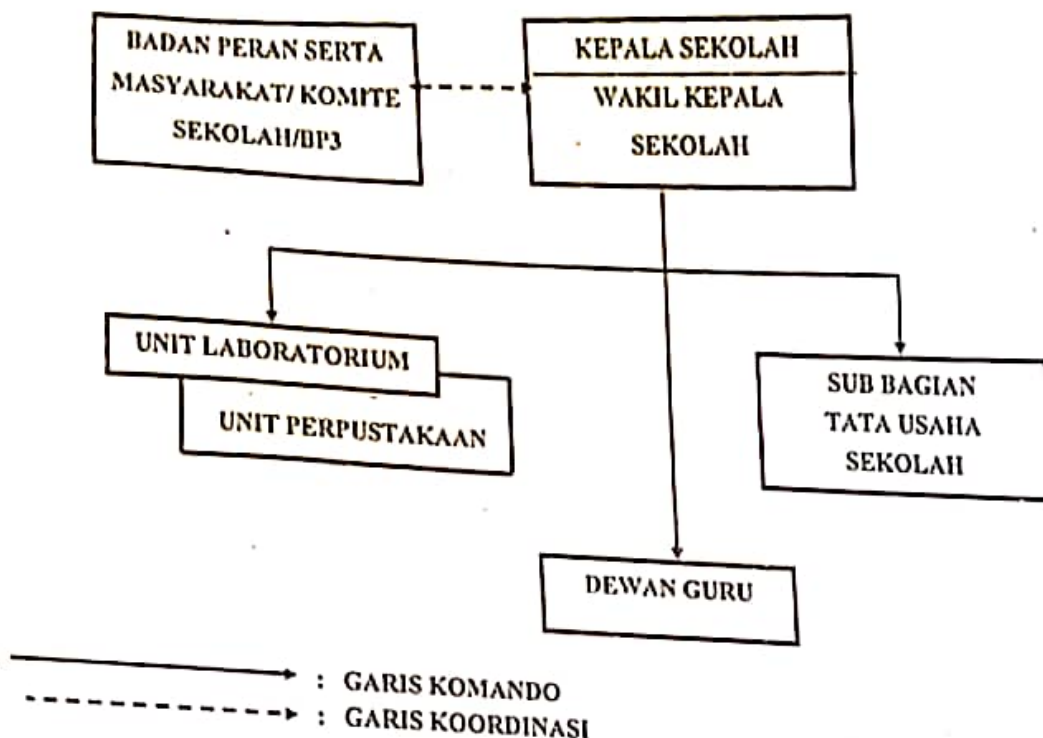 BADAN PERAN SERTA
MASYARAKAT/ KOMITE
SEKOLAH/BP3
KEPALA SEKOLAH
WAKIL KEPALA
SEKOLAH
UNIT LABORATORIUM
UNIT PERPUSTAKAAN
SUB BAGIAN
TATA USAHA
SEKOLAH
DEWAN GURU
: GARIS KOMANDO
: GARIS KOORDINASI